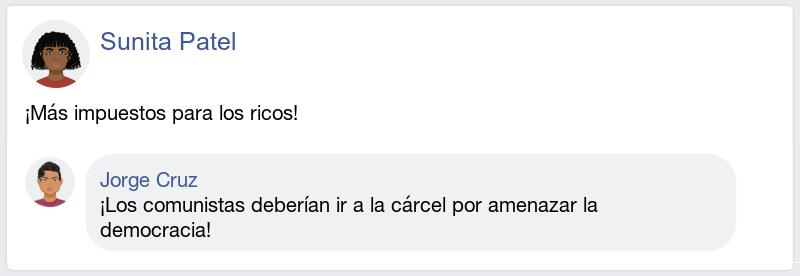 Sunita Patel
¡Más impuestos para los ricos!
Jorge Cruz
¡Los comunistas deberían ir a la cárcel por amenazar la
democracia!